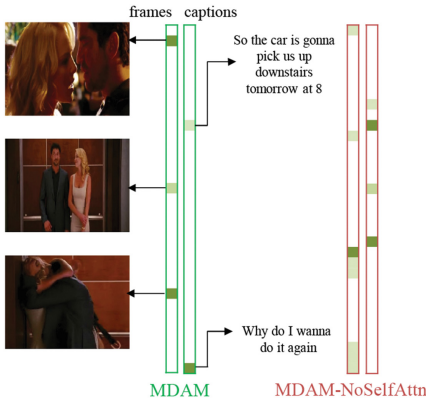 frames captions
So the car is gonna
pick us up
downstairs
tomorrow at 8
Why do I wanna
do it again
MDAM
MDAM-NoSelfAttn